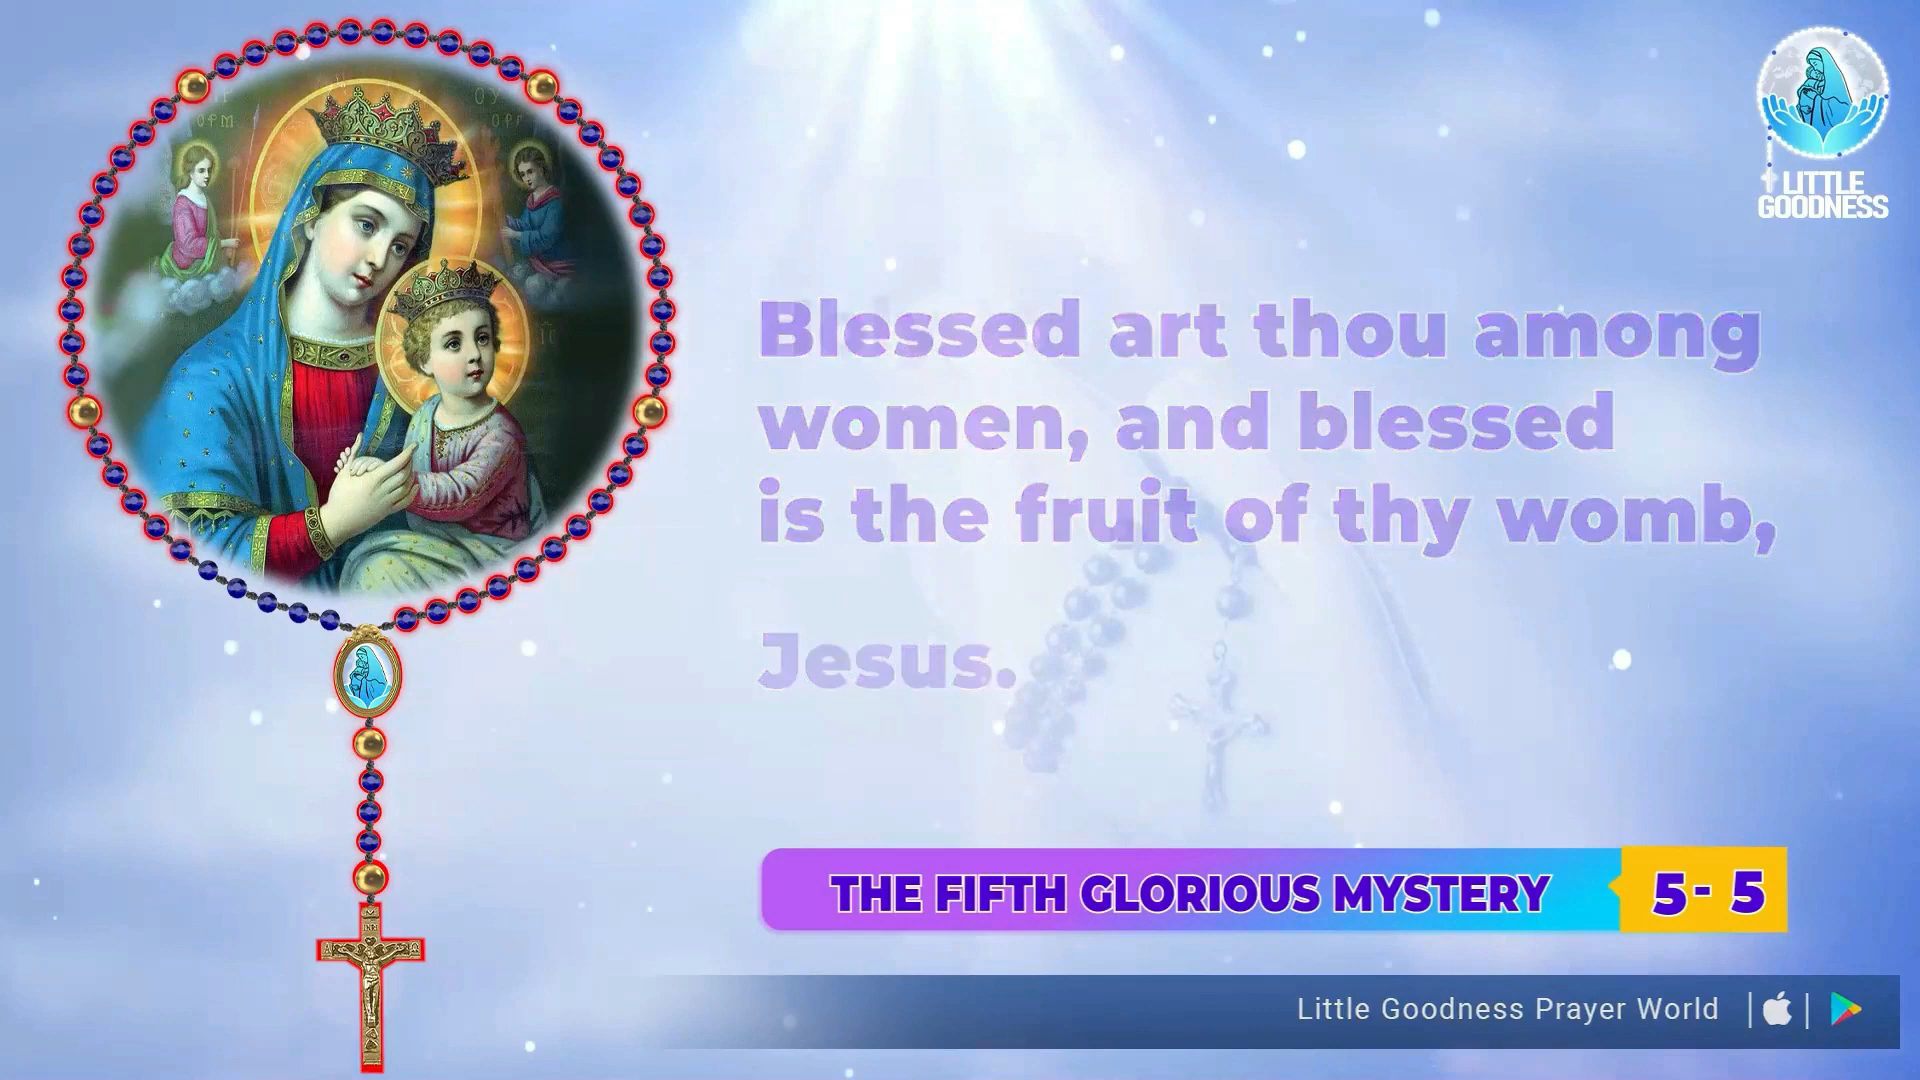 LITTLE
GOODNESS
Blessed art thou among
women, and blessed
is the fruit of thy womb,
Jesus.
THE FIFTH GLORIOUS MYSTERY
5- 5
INRI
Little Goodness Prayer World